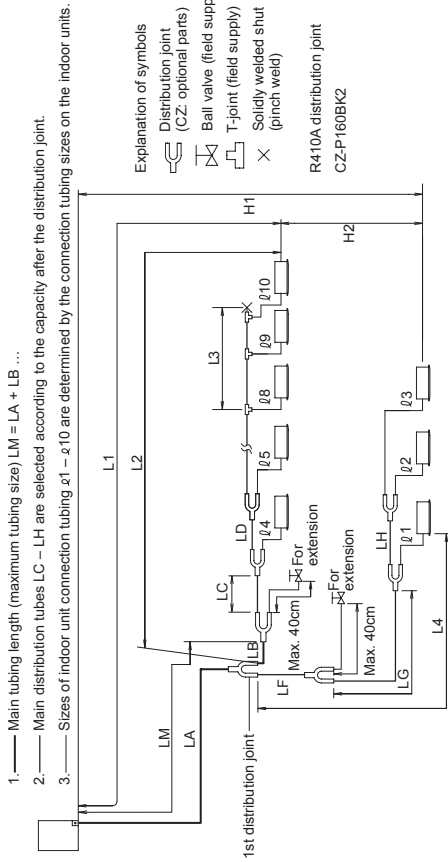 1. Main tubing length (maximum tubing size) LM = LA + LB ...
2. Main distribution tubes LC – LH are selected according to the capacity after the distribution joint.
3. Sizes of indoor unit connection tubing ℓ1 – ℓ10 are determined by the connection tubing sizes on the indoor units.
L1
L2
LM
LA
L3
LB
LC
LD
ℓ4
ℓ5
ℓ8
ℓ9
ℓ10
H1
H2
1st distribution joint
Max. 40cm
For extension
LF
For extension
Max. 40cm
LG
LH
ℓ1
ℓ2
ℓ3
L4
Explanation of symbols
Distribution joint
(CZ: optional parts)
Ball valve (field supp
T-joint (field supply)
Solidly welded shut
(pinch weld)
R410A distribution joint
CZ-P160BK2